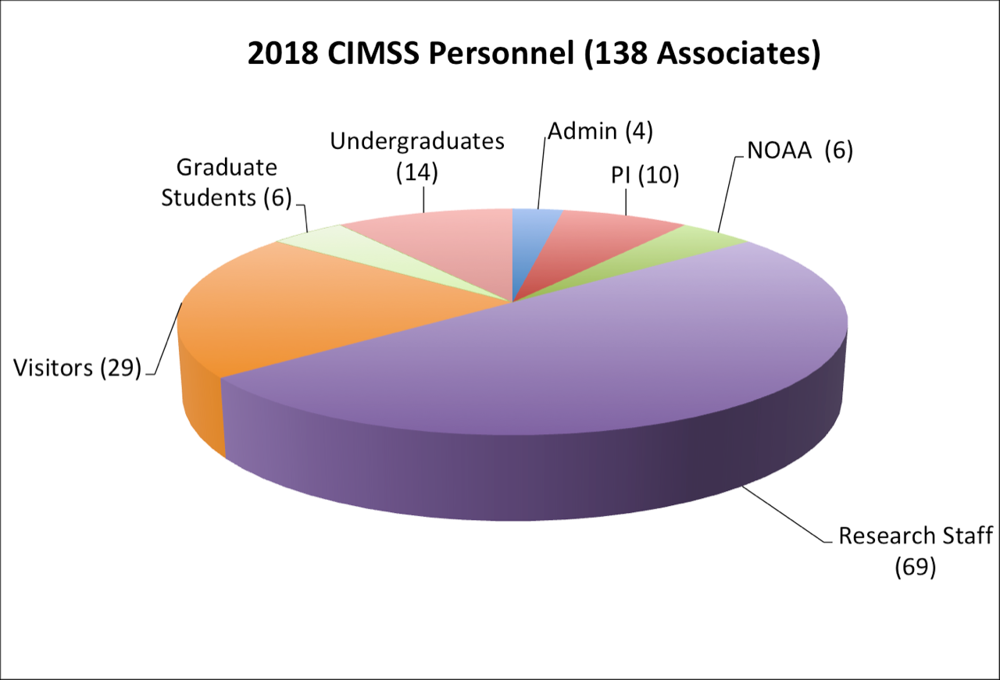 2018 CIMSS Personnel (138 Associates)
Admin (4)
PI (10)
NOAA  (6)
Research Staff
(69)
Visitors (29)
Graduate
Students (6)
Undergraduates
(14)